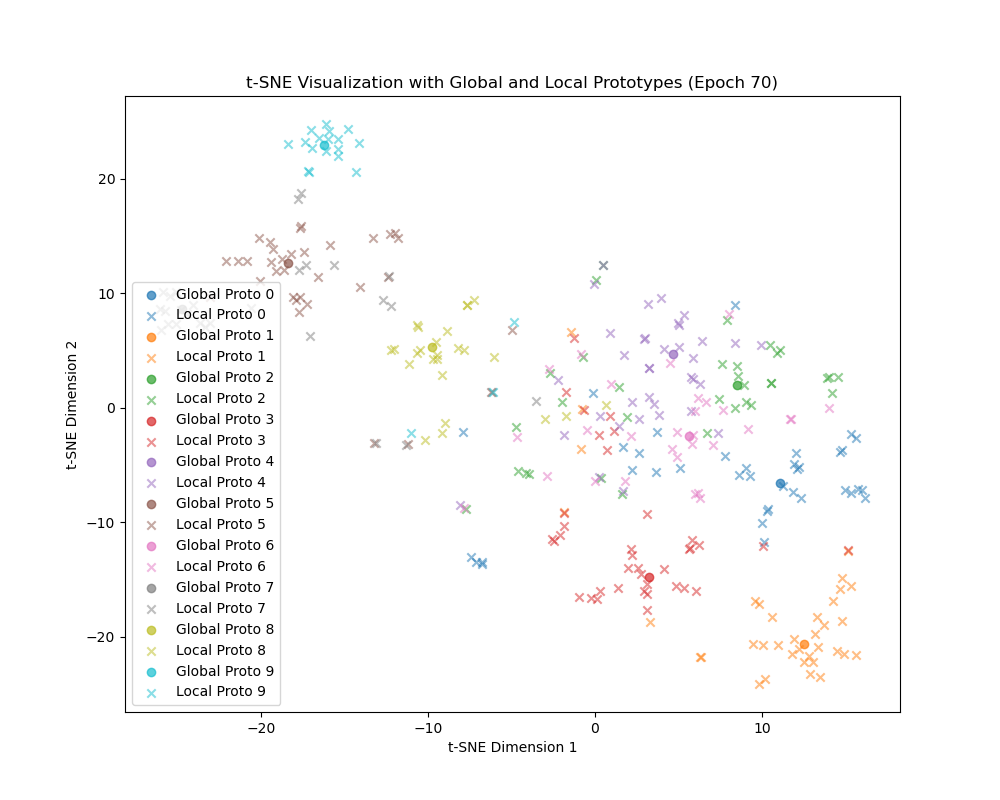 t-SNE Visualization with Global and Local Prototypes (Epoch 70)
20
10
0
−10
−20
t-SNE Dimension 2
Global Proto 0
Local Proto 0
Global Proto 1
Local Proto 1
Global Proto 2
Local Proto 2
Global Proto 3
Local Proto 3
Global Proto 4
Local Proto 4
Global Proto 5
Local Proto 5
Global Proto 6
Local Proto 6
Global Proto 7
Local Proto 7
Global Proto 8
Local Proto 8
Global Proto 9
Local Proto 9
−20 −10 0 10
t-SNE Dimension 1